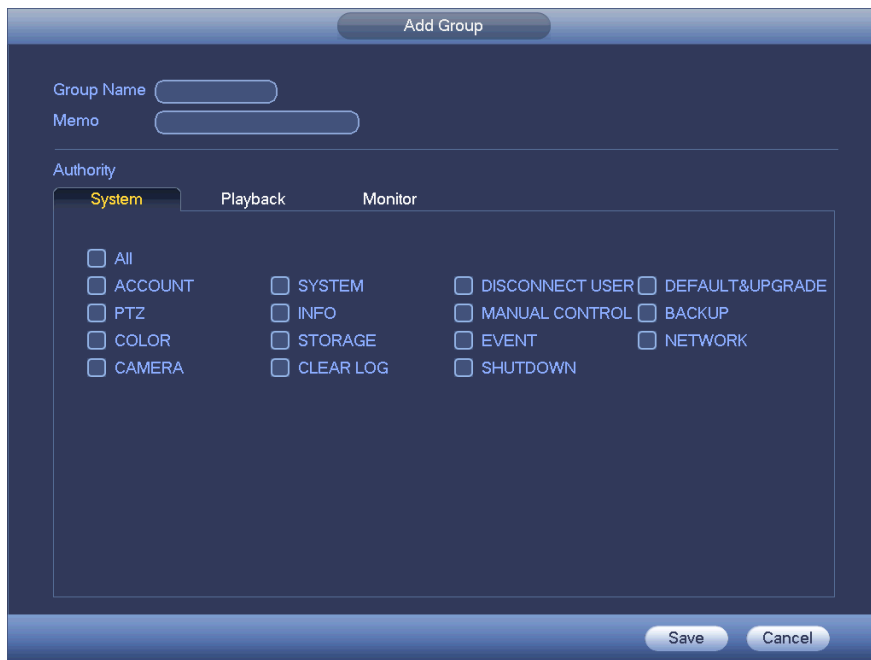 Add Group
Group Name
Memo
Authority
System Playback Monitor
All
ACCOUNT SYSTEM DISCONNECT USER DEFAULT&UPGRADE
PTZ INFO MANUAL CONTROL BACKUP
COLOR STORAGE EVENT NETWORK
CAMERA CLEAR LOG SHUTDOWN
Save Cancel